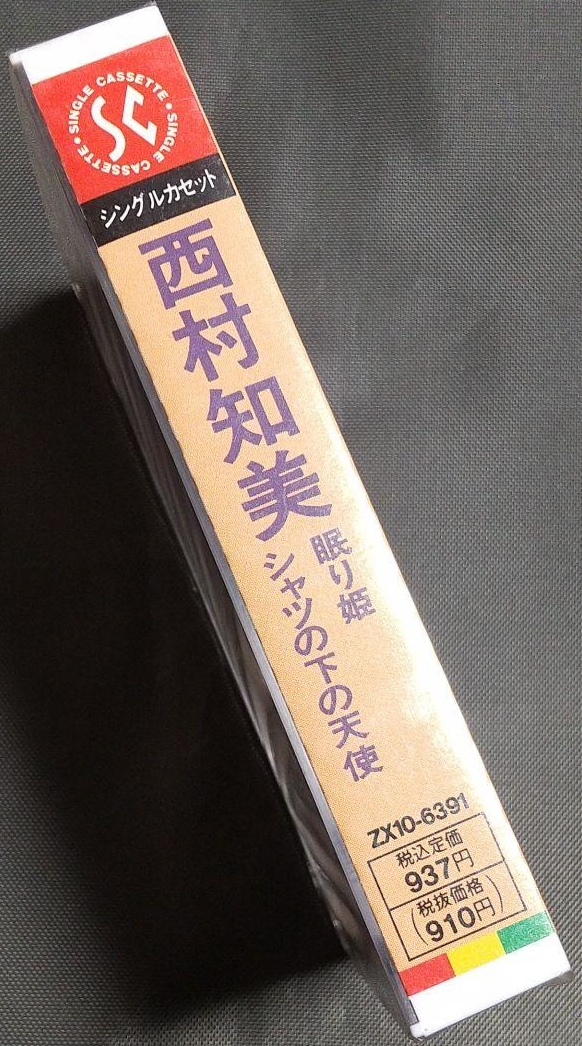 SINGLE CASSETTE • SINGLE CASSETTE •
SC
シングルカセット
西村知美
眠り姫
シャツの下の天使
ZX10-6391
税込定価
937円
(税抜価格
910円)